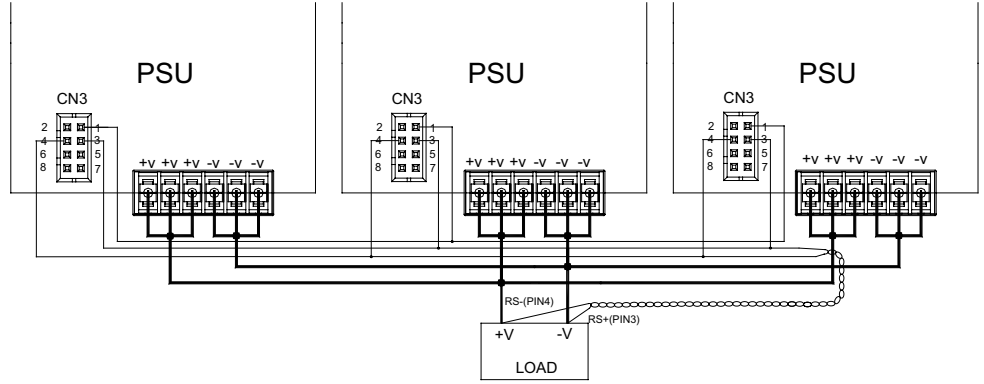 PSU
PSU
PSU
CN3
CN3
CN3
2 1
4 3
6 5
8 7
2 1
4 3
6 5
8 7
2 1
4 3
6 5
8 7
+V +V +V -V -V -V
+V +V +V -V -V -V
+V +V +V -V -V -V
RS-(PIN4)
RS+(PIN3)
+V -V
LOAD